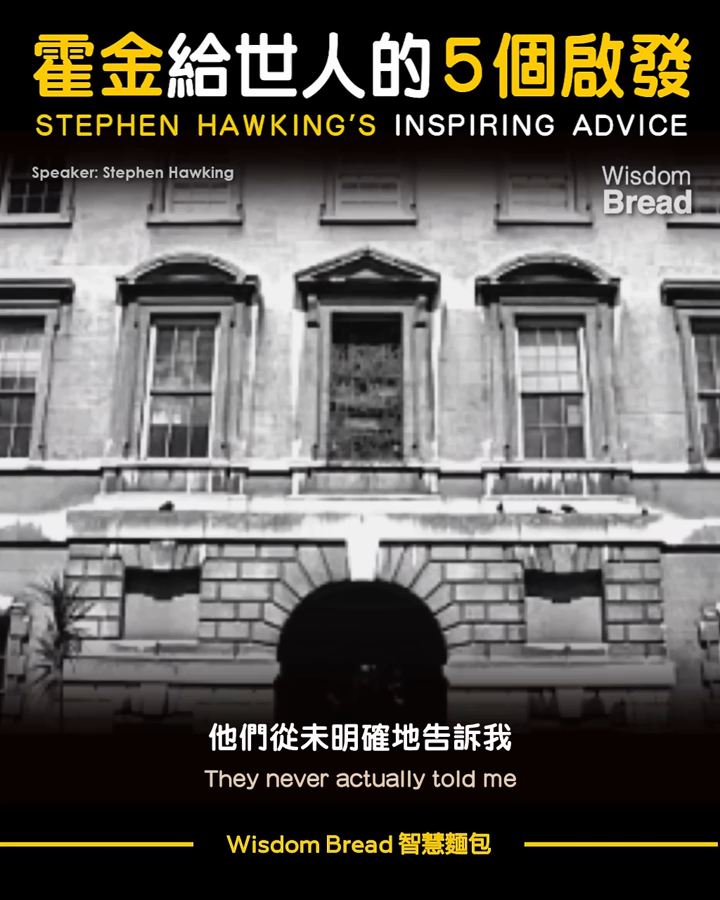 霍金給世人的5個啟發
STEPHEN HAWKING'S INSPIRING ADVICE
Speaker: Stephen Hawking
Wisdom
Bread
他們從未明確地告訴我
They never actually told me
Wisdom Bread 智慧麵包